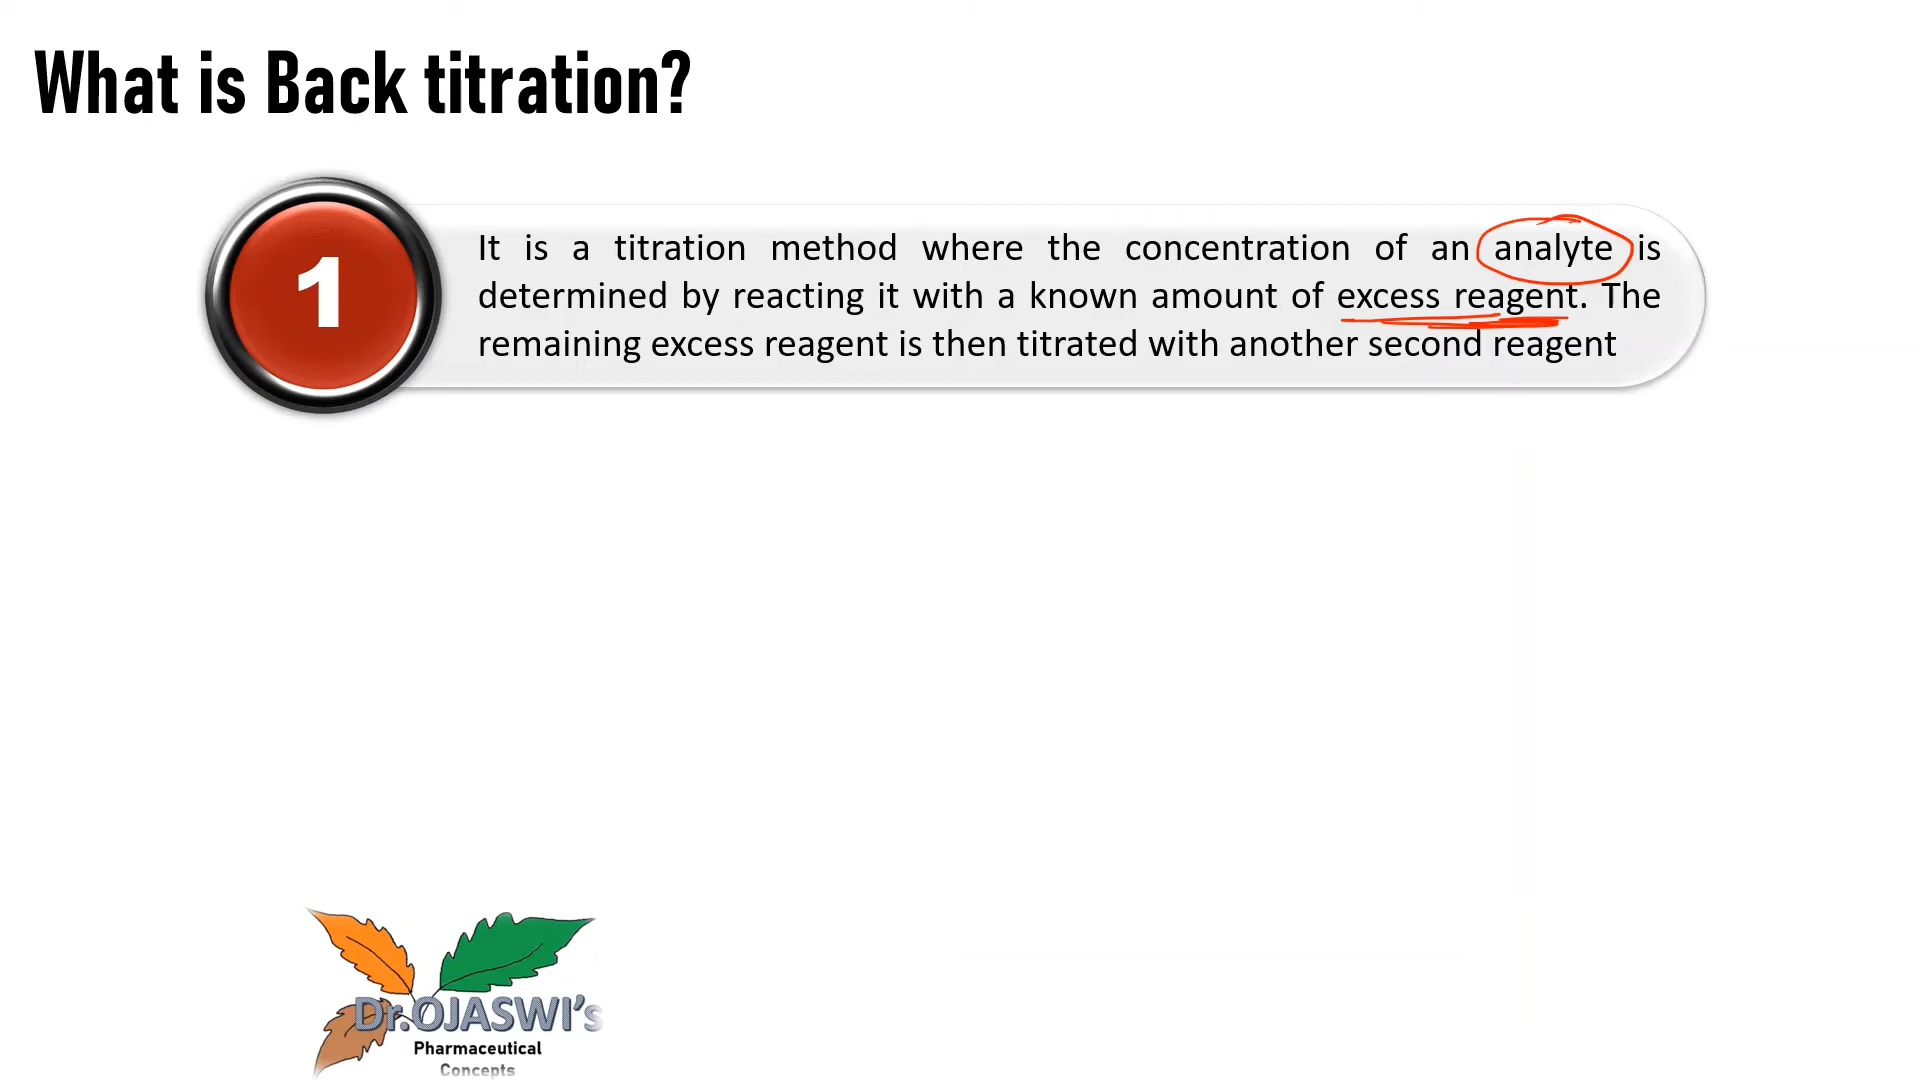 What is Back titration?
1
It is a titration method where the concentration of an analyte is
determined by reacting it with a known amount of excess reagent. The
remaining excess reagent is then titrated with another second reagent
Dr.OJASWI's
Pharmaceutical
Concepts